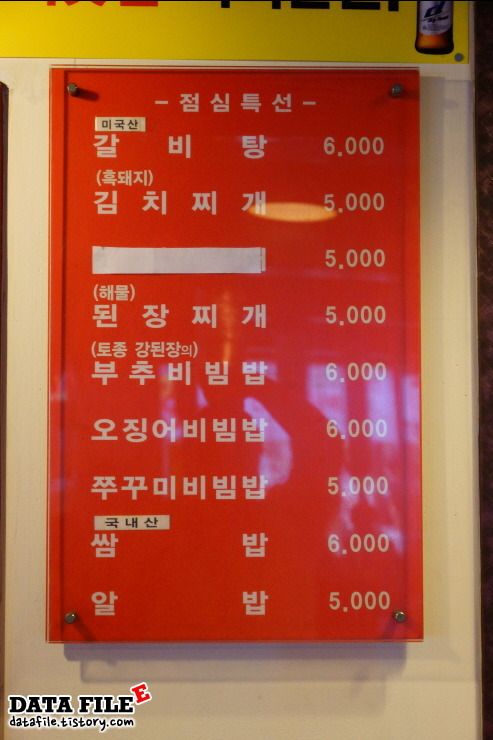 - 점심특선 -
미국산
갈비탕 6.000
(흑돼지)
김치찌개 5.000
5.000
(해물)
된장찌개 5.000
(토종 강된장의)
부추비빔밥 6.000
오징어비빔밥 6.000
쭈꾸미비빔밥 5.000
국내산
쌈밥 6.000
알밥 5.000
DATA FILE E
datafile.tistory.com